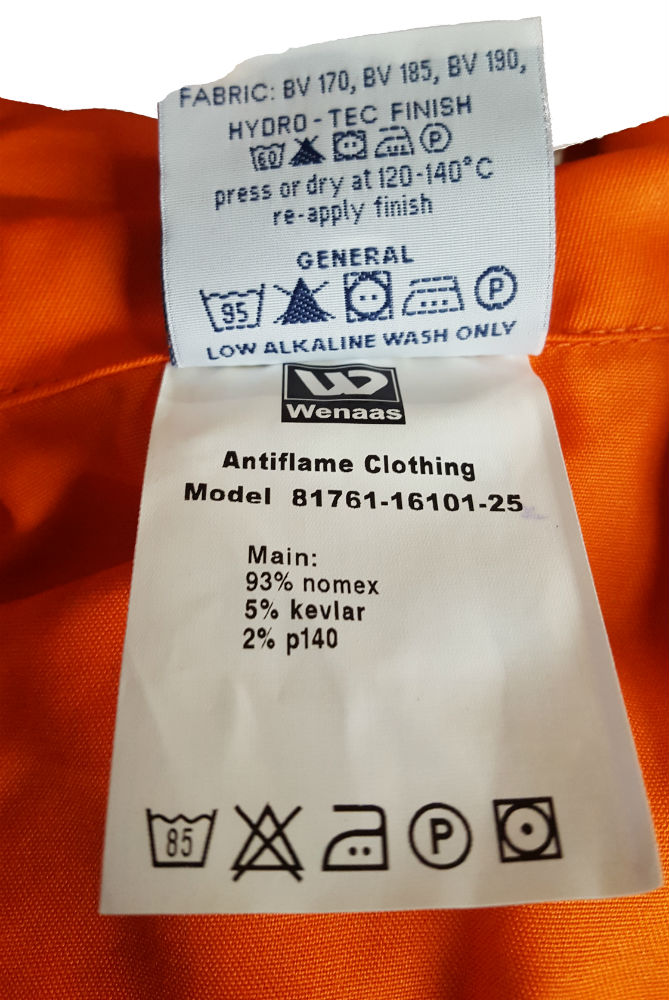 FABRIC: BV 170, BV 185, BV 190,
HYDRO-TEC FINISH
60 P
press or dry at 120-140°C
re-apply finish
GENERAL
95 P
LOW ALKALINE WASH ONLY
W
Wenaas
Antiflame Clothing
Model 81761-16101-25
Main:
93% nomex
5% kevlar
2% p140
85 P